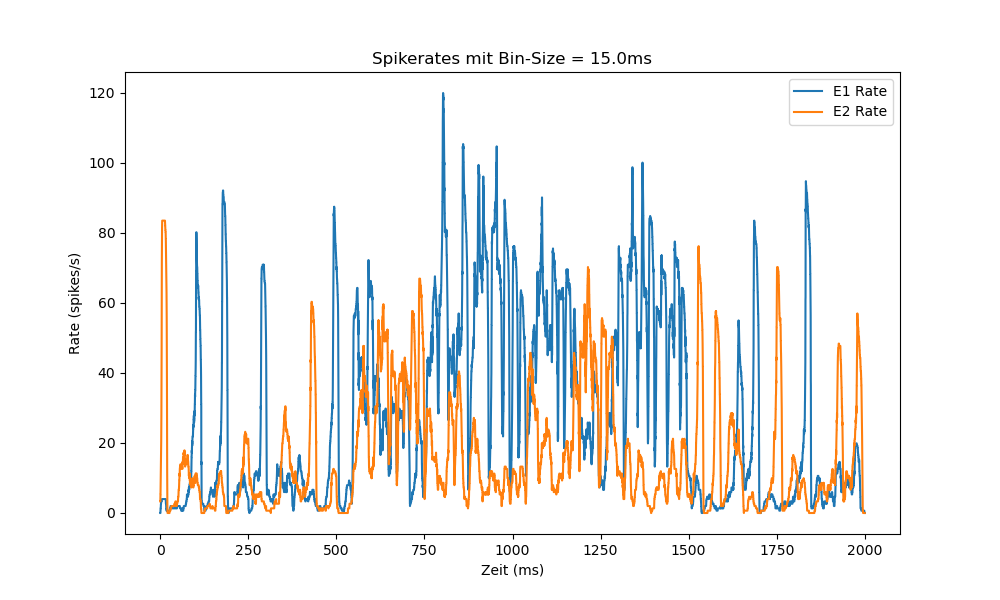 Spikerates mit Bin-Size = 15.0ms
E1 Rate
E2 Rate
120
100
80
60
40
20
0
Rate (spikes/s)
0 250 500 750 1000 1250 1500 1750 2000
Zeit (ms)